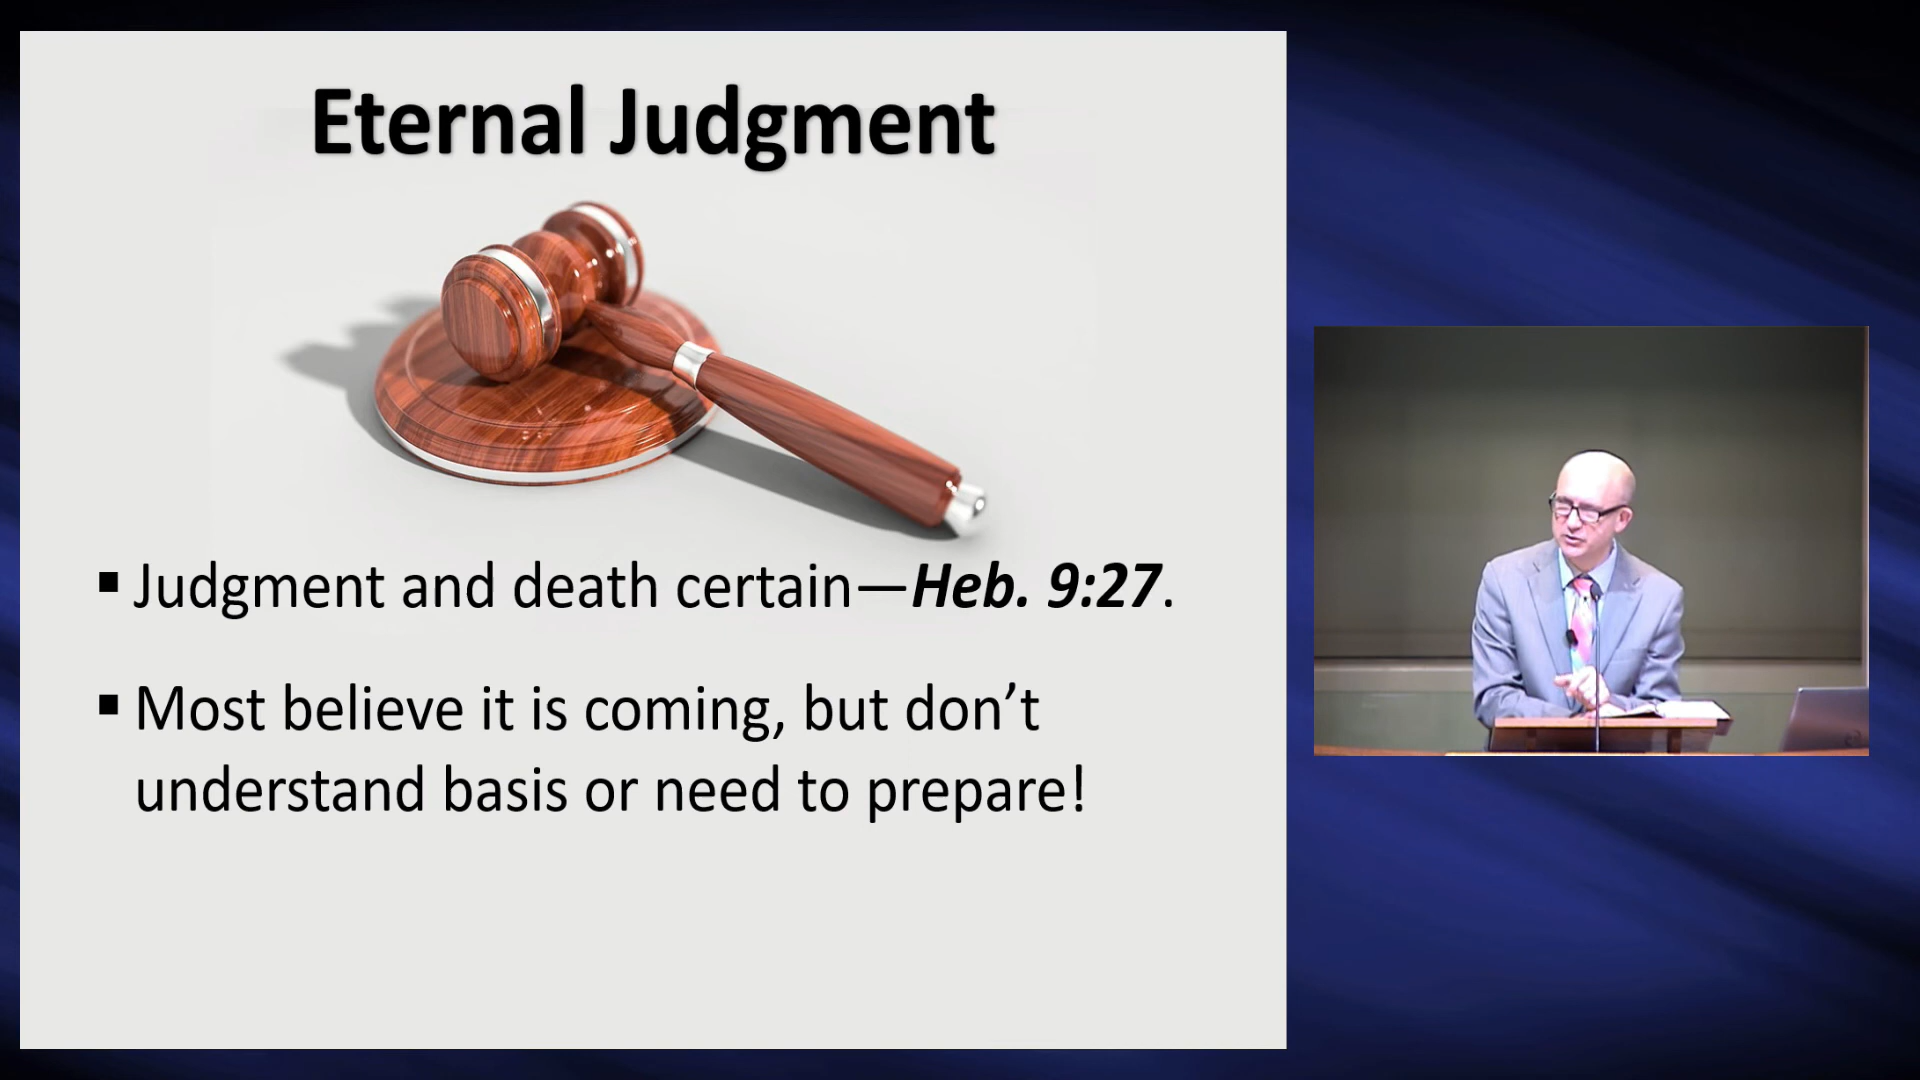 Eternal Judgment
▪ Judgment and death certain—Heb. 9:27.
▪ Most believe it is coming, but don’t
understand basis or need to prepare!